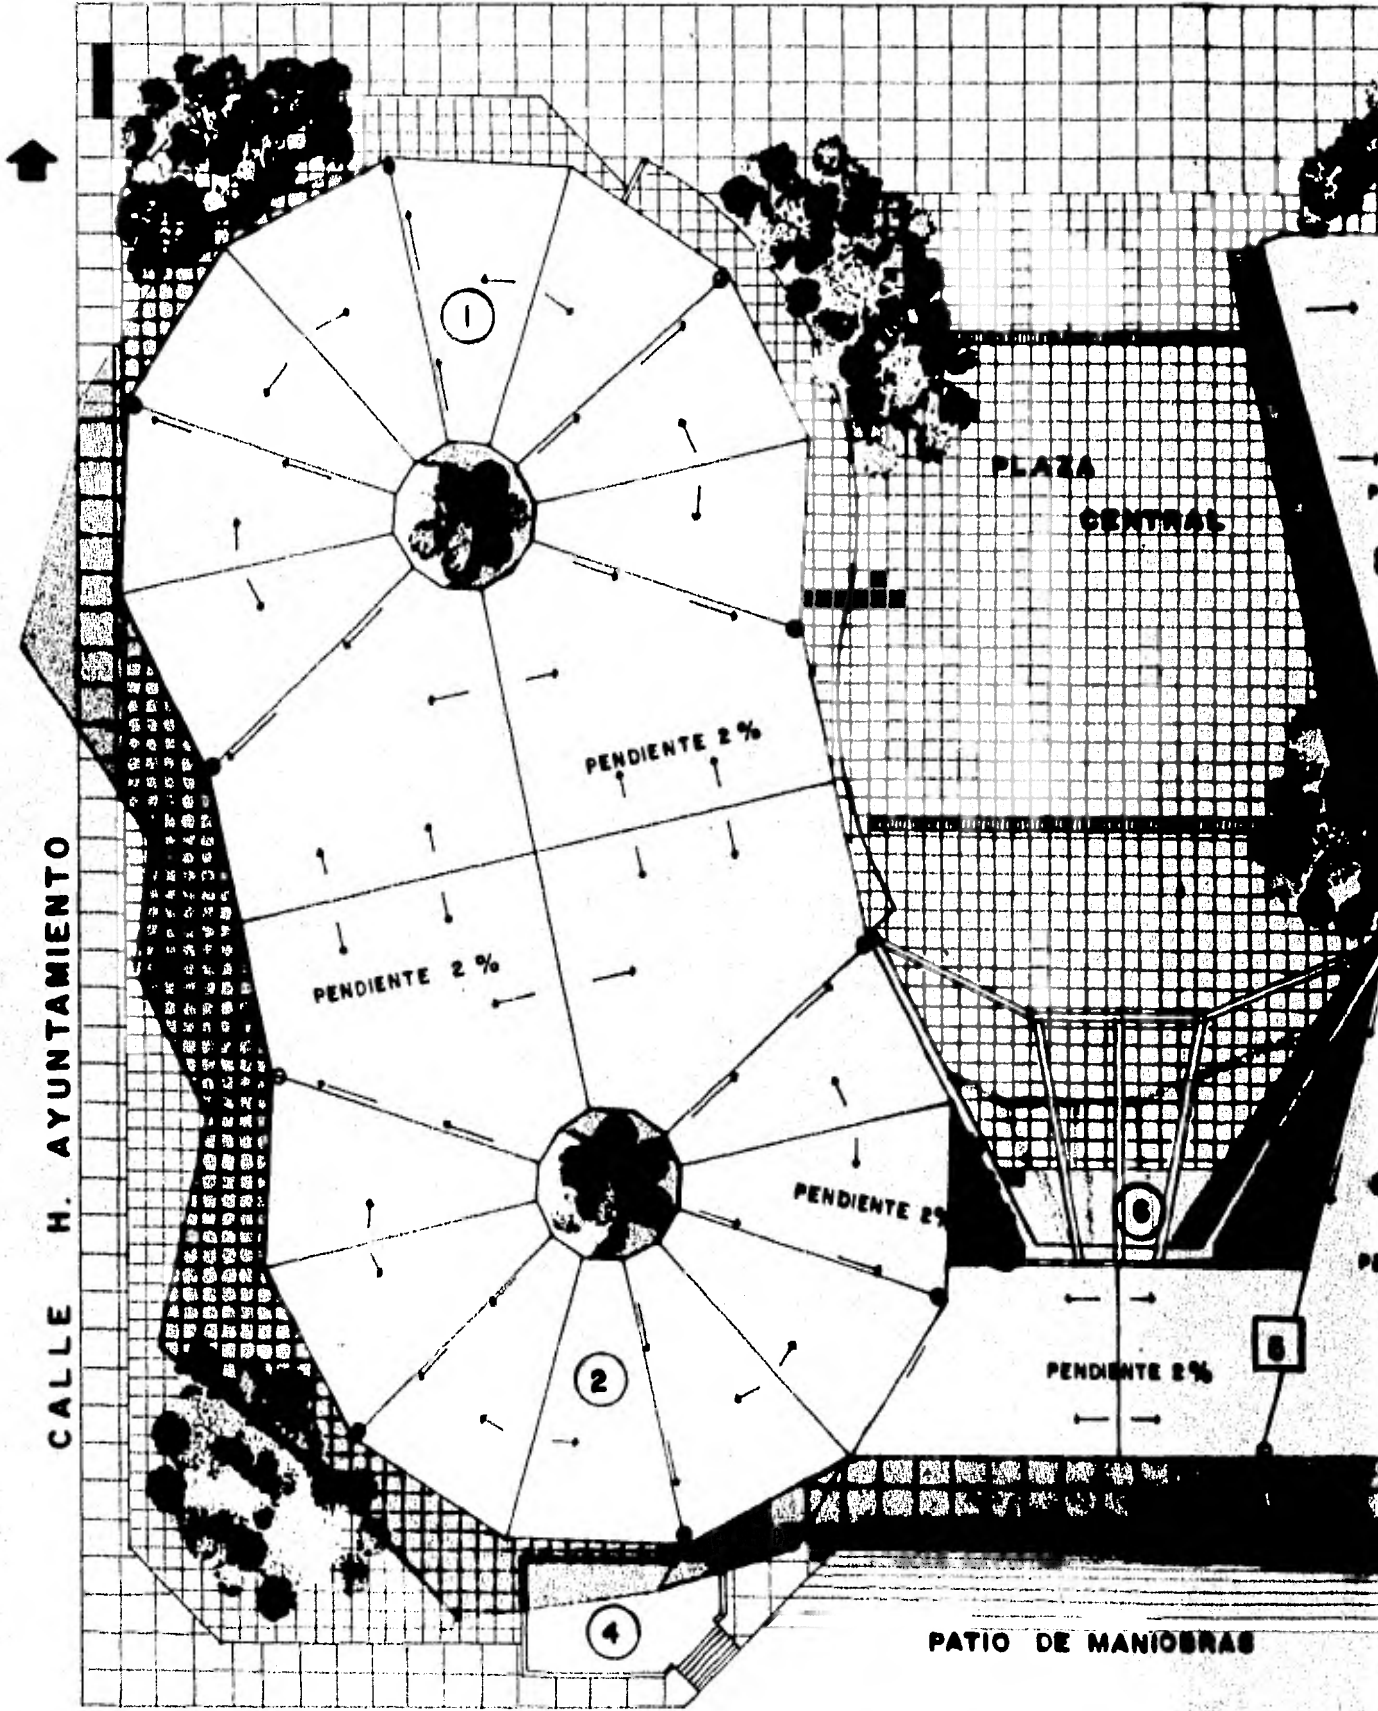 1
PLAZA
CENTRAL
PENDIENTE 2 %
PENDIENTE 2 %
CALLE H. AYUNTAMIENTO
PENDIENTE 2%
6
2
PENDIENTE 2%
4
PATIO DE MANIOBRAS